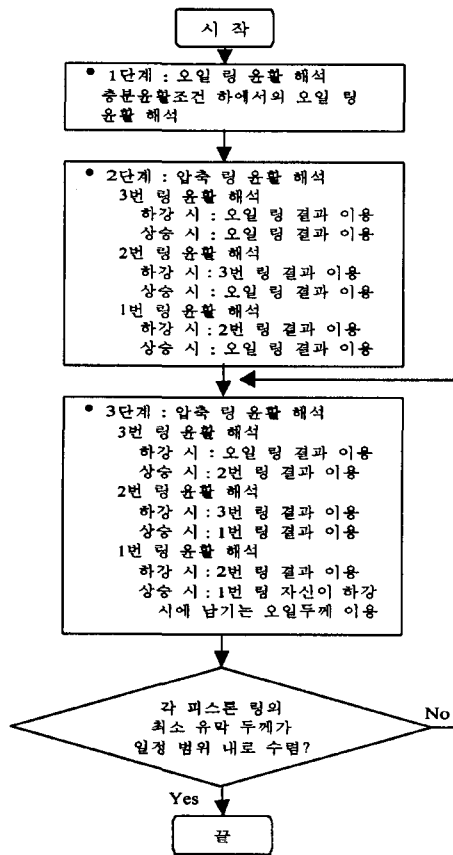 시 작
• 1단계 : 오일 링 윤활 해석
충분윤활조건 하에서의 오일 링
윤활 해석
• 2단계 : 압축 링 윤활 해석
3번 링 윤활 해석
하강 시 : 오일 링 결과 이용
상승 시 : 오일 링 결과 이용
2번 링 윤활 해석
하강 시 : 3번 링 결과 이용
상승 시 : 오일 링 결과 이용
1번 링 윤활 해석
하강 시 : 2번 링 결과 이용
상승 시 : 오일 링 결과 이용
• 3단계 : 압축 링 윤활 해석
3번 링 윤활 해석
하강 시 : 오일 링 결과 이용
상승 시 : 2번 링 결과 이용
2번 링 윤활 해석
하강 시 : 3번 링 결과 이용
상승 시 : 1번 링 결과 이용
1번 링 윤활 해석
하강 시 : 2번 링 결과 이용
상승 시 : 1번 링 자신이 하강
시에 남기는 오일두께 이용
각 피스톤 링의
최소 유막 두께가
일정 범위 내로 수렴?
No
Yes
끝